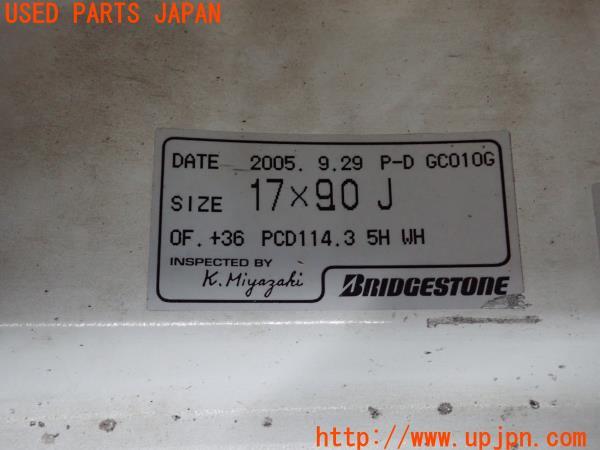 USED PARTS JAPAN
DATE 2005. 9.29 P-D GC010G
SIZE 17×9.0 J
OF. +36 PCD114.3 5H WH
INSPECTED BY
K. Miyazaki
BRIDGESTONE
http://www.upjpn.com